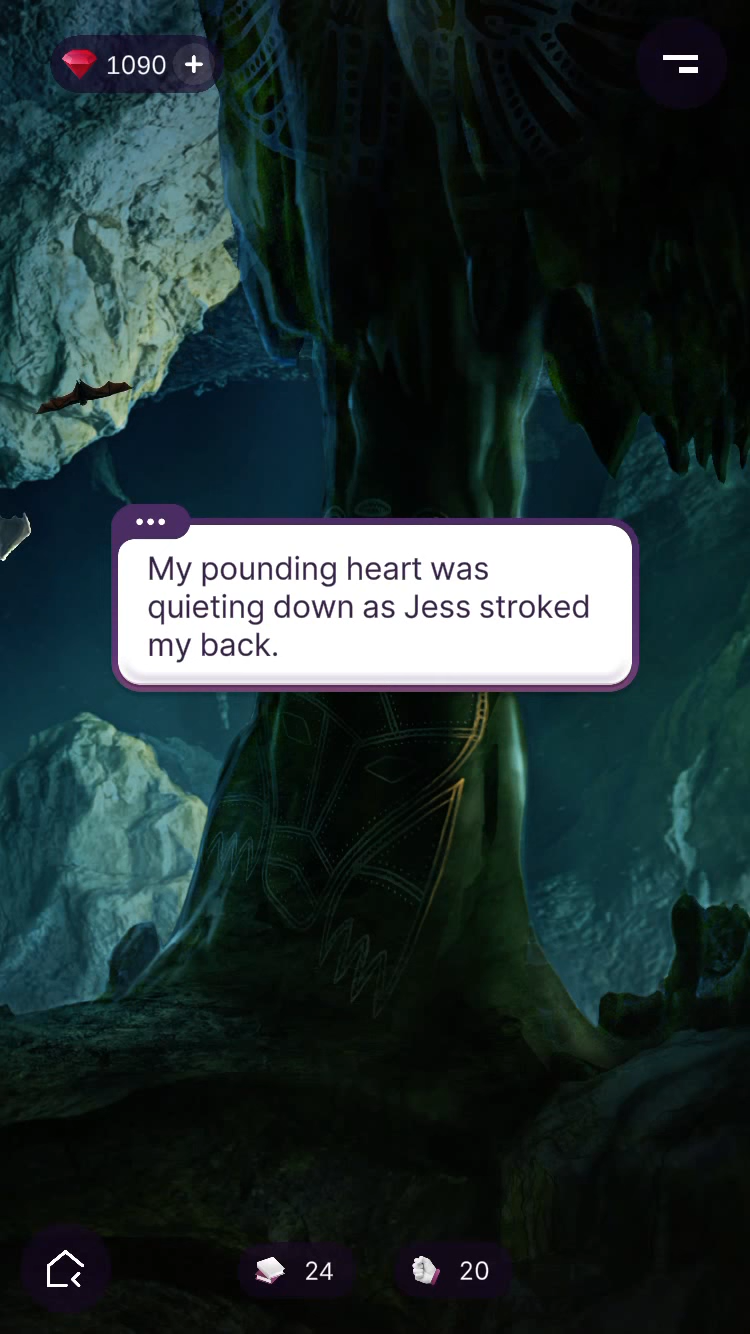 1090
My pounding heart was
quieting down as Jess stroked
my back.
24
20